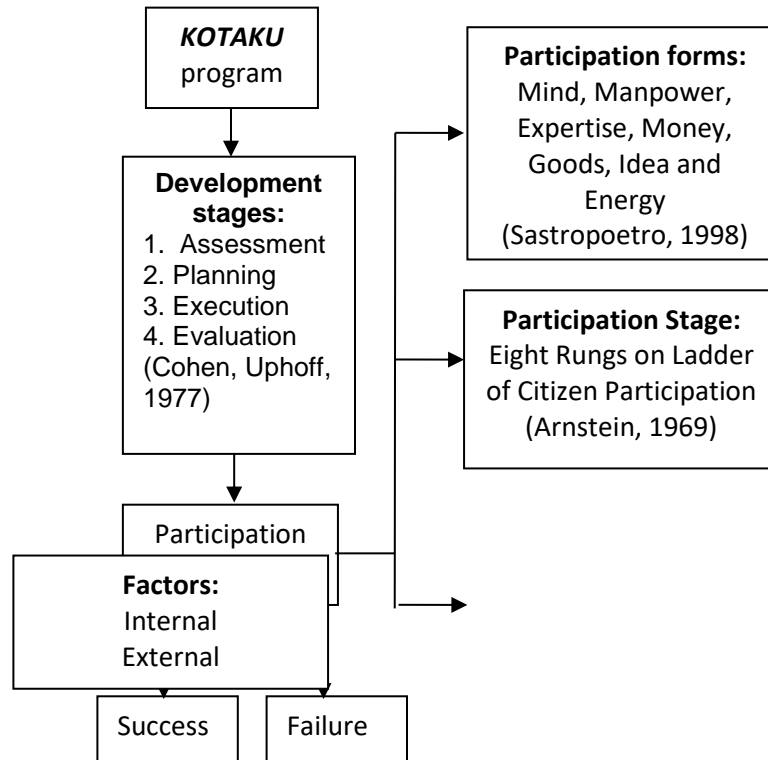 KOTAKU
program
Development
stages:
1. Assessment
2. Planning
3. Execution
4. Evaluation
(Cohen, Uphoff,
1977)
Participation
Factors:
Internal
External
Success
Failure
Participation forms:
Mind, Manpower,
Expertise, Money,
Goods, Idea and
Energy
(Sastropoetro, 1998)
Participation Stage:
Eight Rungs on Ladder
of Citizen Participation
(Arnstein, 1969)